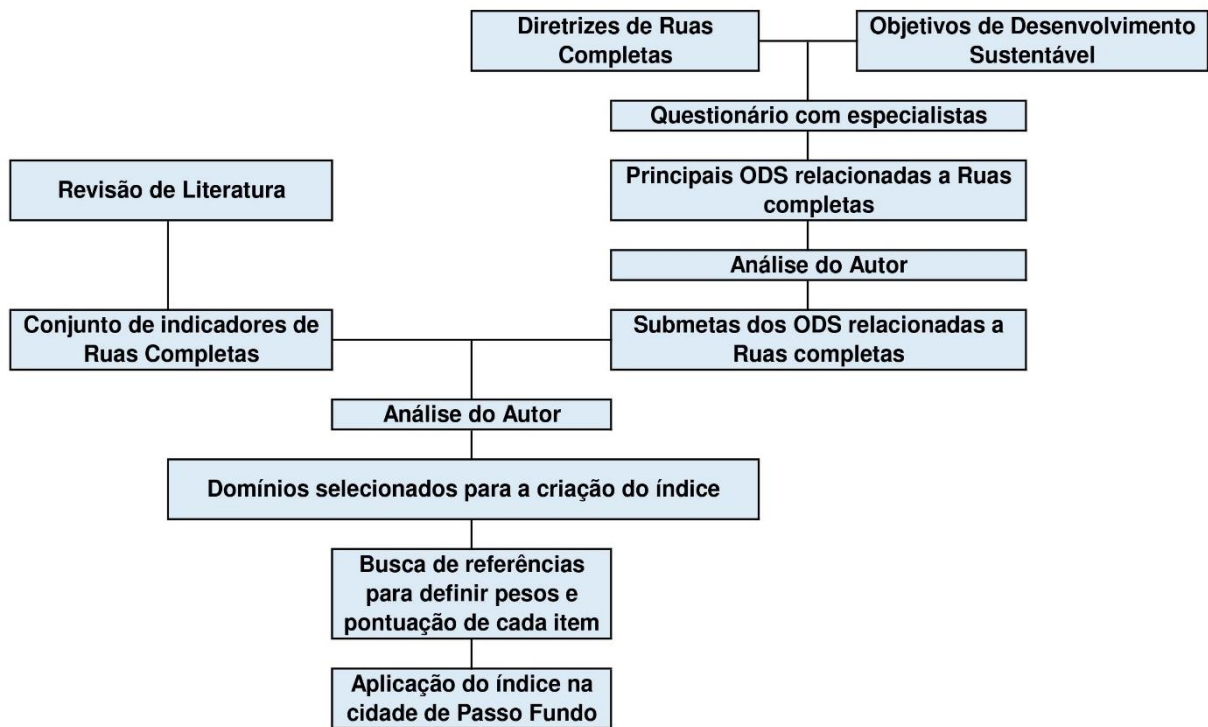 Diretrizes de Ruas
Completas
Objetivos de Desenvolvimento
Sustentável
Questionário com especialistas
Revisão de Literatura
Principais ODS relacionadas a Ruas
completas
Análise do Autor
Conjunto de indicadores de
Ruas Completas
Submetas dos ODS relacionadas a
Ruas completas
Análise do Autor
Domínios selecionados para a criação do índice
Busca de referências
para definir pesos e
pontuação de cada item
Aplicação do índice na
cidade de Passo Fundo